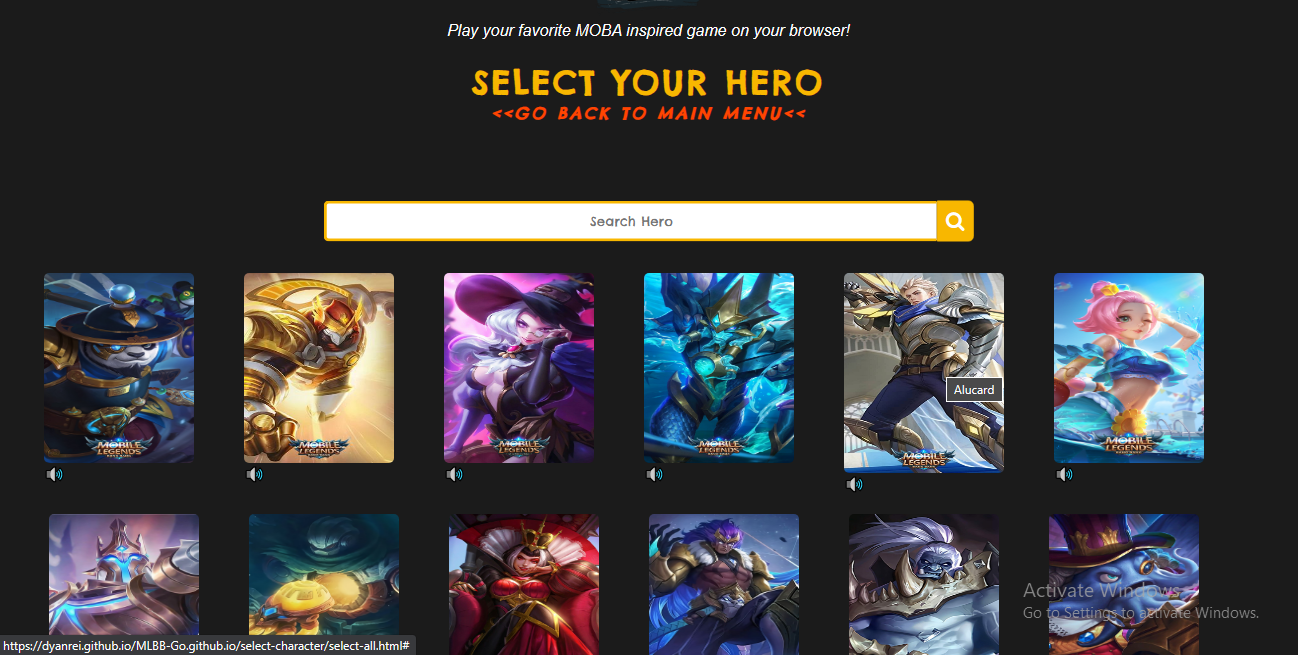 Play your favorite MOBA inspired game on your browser!
SELECT YOUR HERO
<<GO BACK TO MAIN MENU<<
Search Hero
MOBILE LEGENDS
MOBILE LEGENDS
MOBILE LEGENDS
MOBILE LEGENDS
Alucard
MOBILE LEGENDS
MOBILE LEGENDS
Activate Windows
Go to Settings to activate Windows.
https://dyanrei.github.io/MLBB-Go.github.io/select-character/select-all.html#